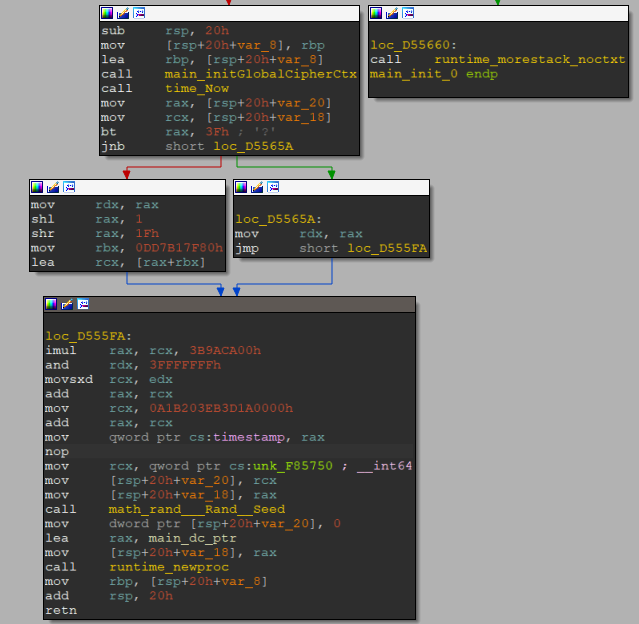 sub rsp, 20h
mov [rsp+20h+var_8], rbp
lea rbp, [rsp+20h+var_8]
call main_initGlobalCipherCtx
call time_Now
mov rax, [rsp+20h+var_20]
mov rcx, [rsp+20h+var_18]
bt rax, 3Fh ; '?'
jnb short loc_D5565A
loc_D55660:
call runtime_morestack_noctxt
main_init_0 endp
mov rdx, rax
shl rax, 1
shr rax, 1Fh
mov rbx, 0DD7B17F80h
lea rcx, [rax+rbx]
loc_D5565A:
mov rdx, rax
jmp short loc_D555FA
loc_D555FA:
imul rax, rcx, 3B9ACA00h
and rdx, 3FFFFFFFh
movsxd rcx, edx
add rax, rcx
mov rcx, 0A1B203EB3D1A0000h
add rax, rcx
mov qword ptr cs:timestamp, rax
nop
mov rcx, qword ptr cs:unk_F85750 ; __int64
mov [rsp+20h+var_20], rcx
mov [rsp+20h+var_18], rax
call math_rand___Rand__Seed
mov dword ptr [rsp+20h+var_20], 0
lea rax, main_dc_ptr
mov [rsp+20h+var_18], rax
call runtime_newproc
mov rbp, [rsp+20h+var_8]
add rsp, 20h
retn